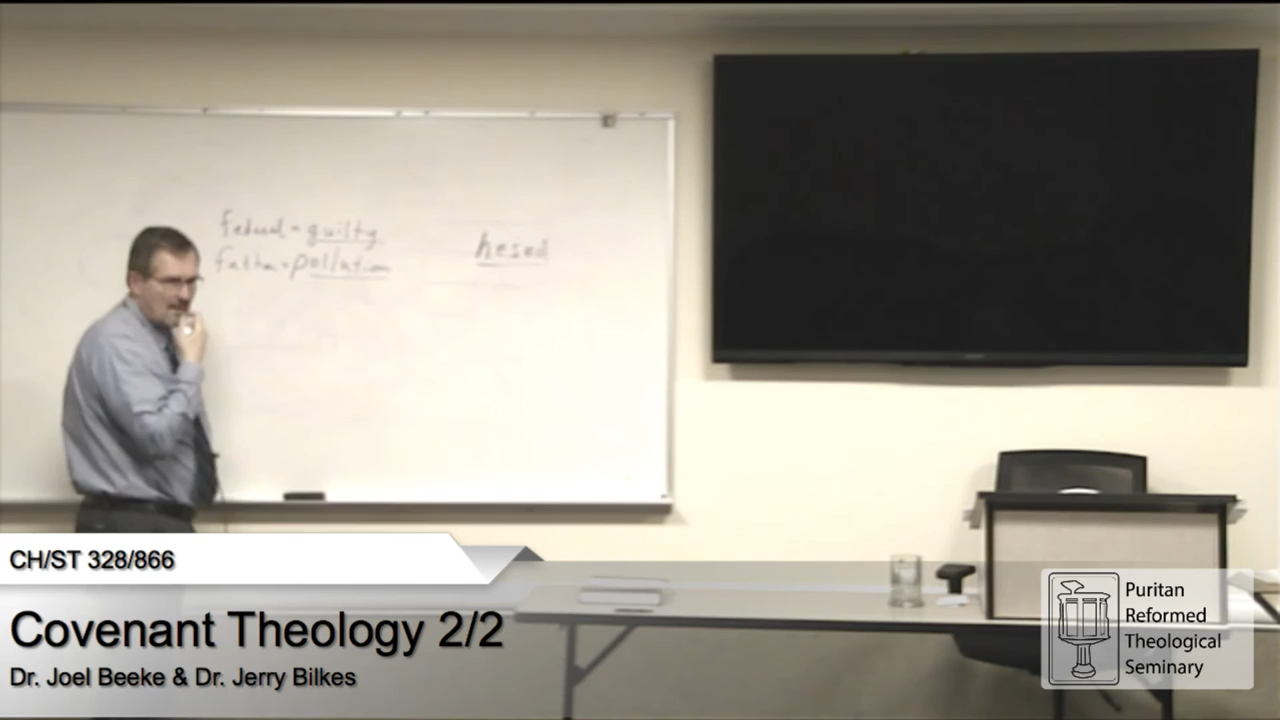 federal - guilty
father - pollution
hesed
CH/ST 328/866
Covenant Theology 2/2
Dr. Joel Beeke & Dr. Jerry Bilkes
Puritan
Reformed
Theological
Seminary